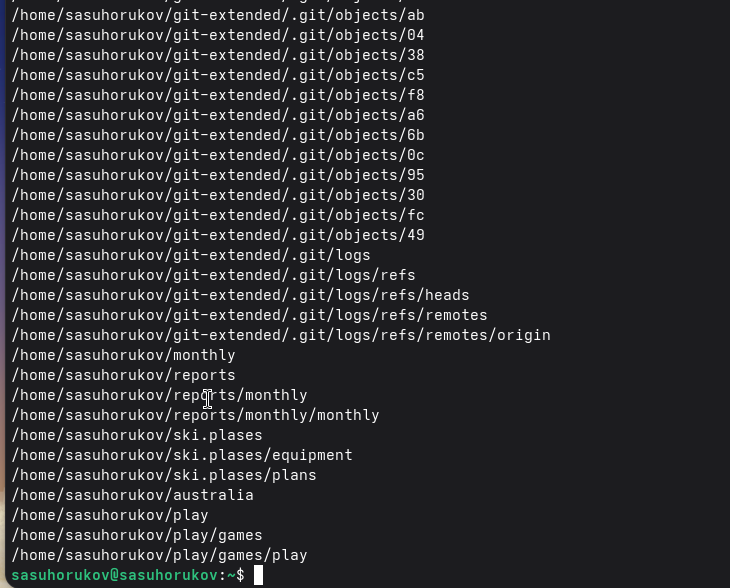 /home/sasuhorukov/git-extended/.git/objects/ab
/home/sasuhorukov/git-extended/.git/objects/04
/home/sasuhorukov/git-extended/.git/objects/38
/home/sasuhorukov/git-extended/.git/objects/c5
/home/sasuhorukov/git-extended/.git/objects/f8
/home/sasuhorukov/git-extended/.git/objects/a6
/home/sasuhorukov/git-extended/.git/objects/6b
/home/sasuhorukov/git-extended/.git/objects/0c
/home/sasuhorukov/git-extended/.git/objects/95
/home/sasuhorukov/git-extended/.git/objects/30
/home/sasuhorukov/git-extended/.git/objects/fc
/home/sasuhorukov/git-extended/.git/objects/49
/home/sasuhorukov/git-extended/.git/logs
/home/sasuhorukov/git-extended/.git/logs/refs
/home/sasuhorukov/git-extended/.git/logs/refs/heads
/home/sasuhorukov/git-extended/.git/logs/refs/remotes
/home/sasuhorukov/git-extended/.git/logs/refs/remotes/origin
/home/sasuhorukov/monthly
/home/sasuhorukov/reports
/home/sasuhorukov/reports/monthly
/home/sasuhorukov/reports/monthly/monthly
/home/sasuhorukov/ski.plases
/home/sasuhorukov/ski.plases/equipment
/home/sasuhorukov/ski.plases/plans
/home/sasuhorukov/australia
/home/sasuhorukov/play
/home/sasuhorukov/play/games
/home/sasuhorukov/play/games/play
sasuhorukov@sasuhorukov:~$